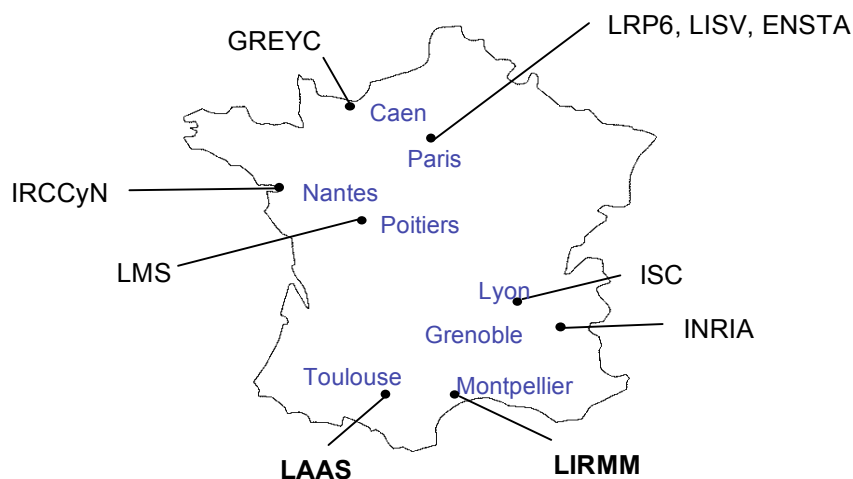 LRP6, LISV, ENSTA
GREYC
Caen
Paris
IRCCyN
Nantes
Poitiers
LMS
ISC
Lyon
INRIA
Grenoble
Toulouse
Montpellier
LAAS
LIRMM